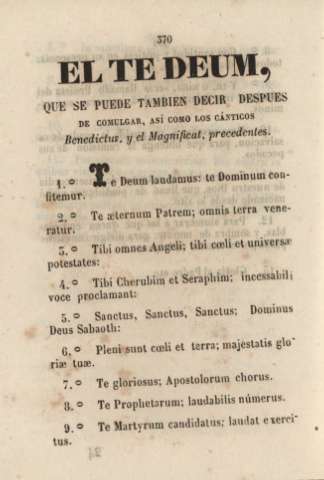 370
EL TE DEUM,
QUE SE PUEDE TAMBIEN DECIR DESPUES
DE COMULGAR, ASÍ COMO LOS CÁNTICOS
Benedictus, y el Magnificat, precedentes.
1.º Te Deum laudamus: te Dominum con-
fitemur.
2.º Te æternum Patrem; omnis terra vene-
ratur.
3.º Tibi omnes Angeli; tibi cœli et universæ
potestates:
4.º Tibi Cherubim et Seraphim; incessabili
voce proclamant:
5.º Sanctus, Sanctus, Sanctus; Dominus
Deus Sabaoth:
6.º Pleni sunt cœli et terra; majestatis glo-
riæ tuæ.
7.º Te gloriosus; Apostolorum chorus.
8.º Te Prophetarum; laudabilis númerus.
9.º Te Martyrum candidatus; laudat exerci-
tus.